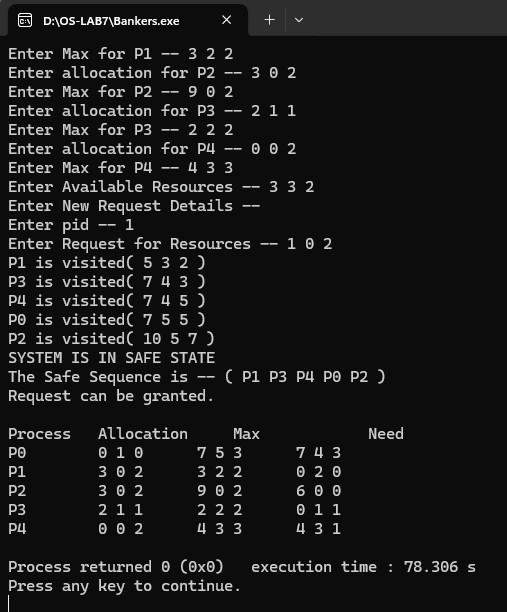 D:\OS-LAB7\Bankers.exe
Enter Max for P1 -- 3 2 2
Enter allocation for P2 -- 3 0 2
Enter Max for P2 -- 9 0 2
Enter allocation for P3 -- 2 1 1
Enter Max for P3 -- 2 2 2
Enter allocation for P4 -- 0 0 2
Enter Max for P4 -- 4 3 3
Enter Available Resources -- 3 3 2
Enter New Request Details --
Enter pid -- 1
Enter Request for Resources -- 1 0 2
P1 is visited( 5 3 2 )
P3 is visited( 7 4 3 )
P4 is visited( 7 4 5 )
P0 is visited( 7 5 5 )
P2 is visited( 10 5 7 )
SYSTEM IS IN SAFE STATE
The Safe Sequence is -- ( P1 P3 P4 P0 P2 )
Request can be granted.
Process Allocation Max Need
P0 0 1 0 7 5 3 7 4 3
P1 3 0 2 3 2 2 0 2 0
P2 3 0 2 9 0 2 6 0 0
P3 2 1 1 2 2 2 0 1 1
P4 0 0 2 4 3 3 4 3 1
Process returned 0 (0x0) execution time : 78.306 s
Press any key to continue.